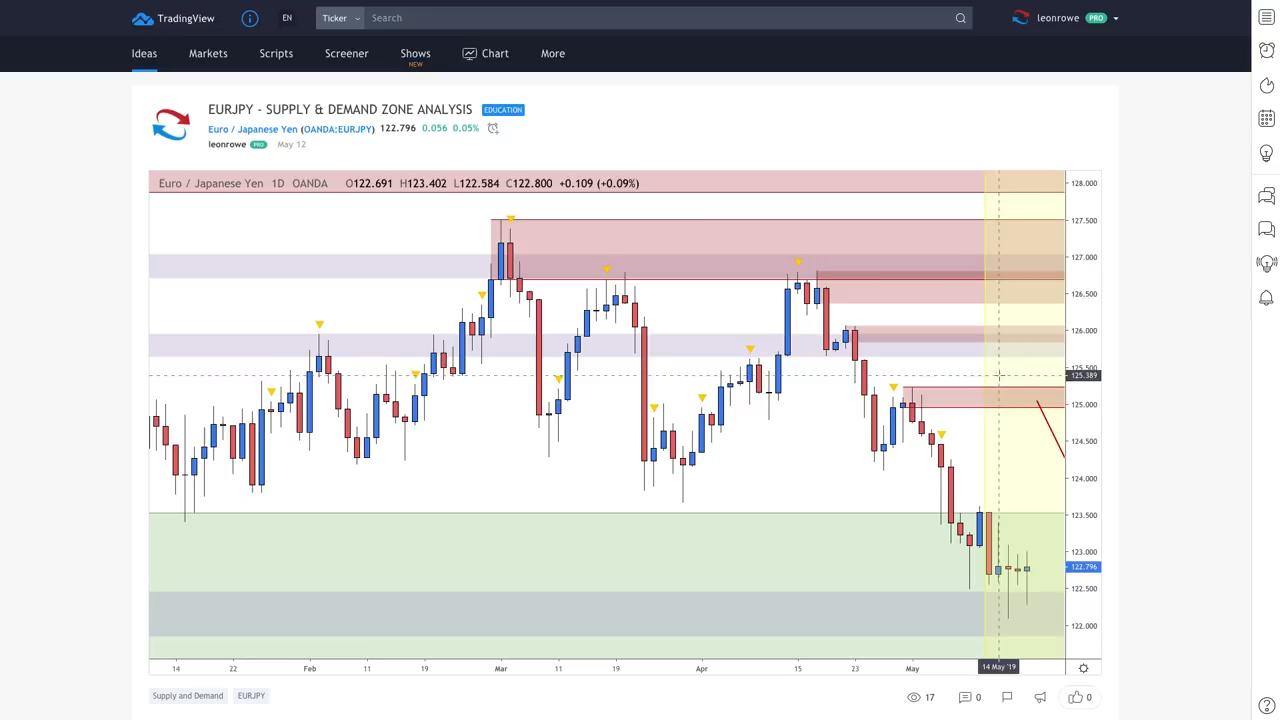 TradingView
EN
Ticker
Search
leonrowe PRO
Ideas Markets Scripts Screener Shows Chart More
NEW
EURJPY - SUPPLY & DEMAND ZONE ANALYSIS EDUCATION
Euro / Japanese Yen (OANDA:EURJPY) 122.796 0.056 0.05%
leonrowe PRO May 12
Euro / Japanese Yen 1D OANDA O122.691 H123.402 L122.584 C122.800 +0.109 (+0.09%)
128.000
127.500
127.000
126.500
126.000
125.500
125.389
125.000
124.500
124.000
123.500
123.000
122.796
122.500
122.000
14 22 Feb 11 19 Mar 11 19 Apr 15 23 May 14 May '19
Supply and Demand EURJPY
17 0 0